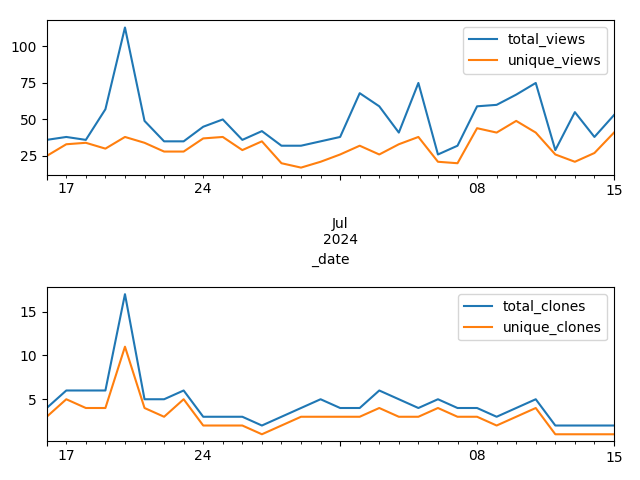 total_views
unique_views
100
75
50
25
17 24 08 15
Jul
2024
_date
total_clones
unique_clones
15
10
5
17 24 08 15